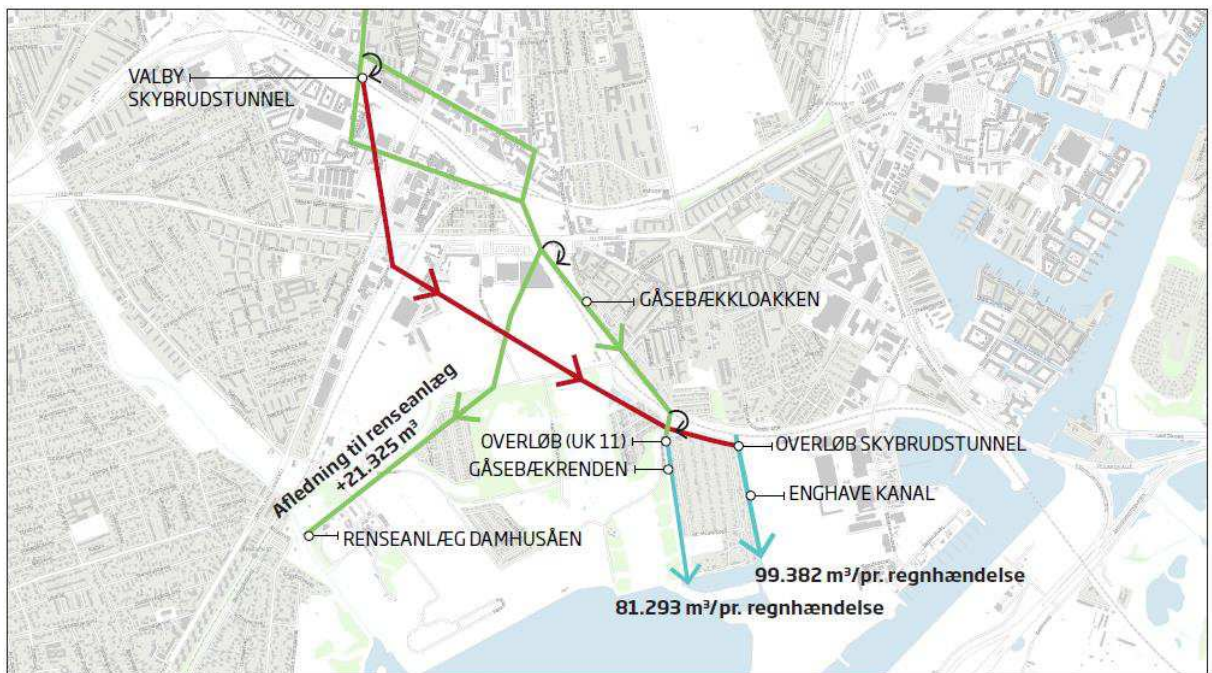 VALBY
SKYBRUDSTUNNEL
GÅSEBÆKKLOAKKEN
Afledning til renseanlæg
+21.325 m³
OVERLØB (UK 11)
OVERLØB SKYBRUDSTUNNEL
GÅSEBÆKRENDEN
ENGHAVE KANAL
RENSEANLÆG DAMHUSÅEN
99.382 m³/pr. regnhændelse
81.293 m³/pr. regnhændelse